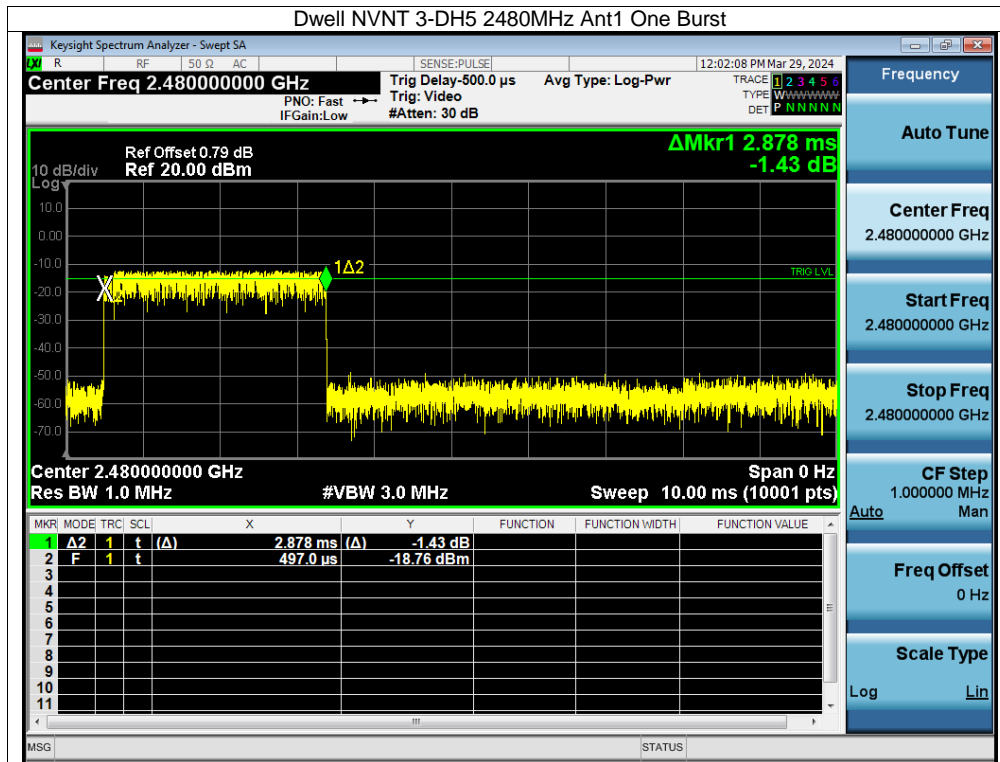 Dwell NVNT 3-DH5 2480MHz Ant1 One Burst
Keysight Spectrum Analyzer - Swept SA
LXI R RF 50 Ω AC SENSE:PULSE 12:02:08 PM Mar 29, 2024
Center Freq 2.480000000 GHz Trig Delay-500.0 µs Avg Type: Log-Pwr TRACE 1 2 3 4 5 6
PNO: Fast Trig: Video TYPE WWWWWW
IFGain:Low #Atten: 30 dB DET P N N N N N
Frequency
Auto Tune
Center Freq
2.480000000 GHz
Start Freq
2.480000000 GHz
Stop Freq
2.480000000 GHz
CF Step
1.000000 MHz
Auto Man
Freq Offset
0 Hz
Scale Type
Log Lin
ΔMkr1 2.878 ms
-1.43 dB
Ref Offset 0.79 dB
10 dB/div Ref 20.00 dBm
Log
10.0
0.00
-10.0
1Δ2
TRIG LVL
-20.0
-30.0
-40.0
-50.0
-60.0
-70.0
Center 2.480000000 GHz Span 0 Hz
Res BW 1.0 MHz #VBW 3.0 MHz Sweep 10.00 ms (10001 pts)
MKR MODE TRC SCL X Y FUNCTION FUNCTION WIDTH FUNCTION VALUE
1 Δ2 1 t (Δ) 2.878 ms (Δ) -1.43 dB
2 F 1 t 497.0 µs -18.76 dBm
3
4
5
6
7
8
9
10
11
MSG STATUS